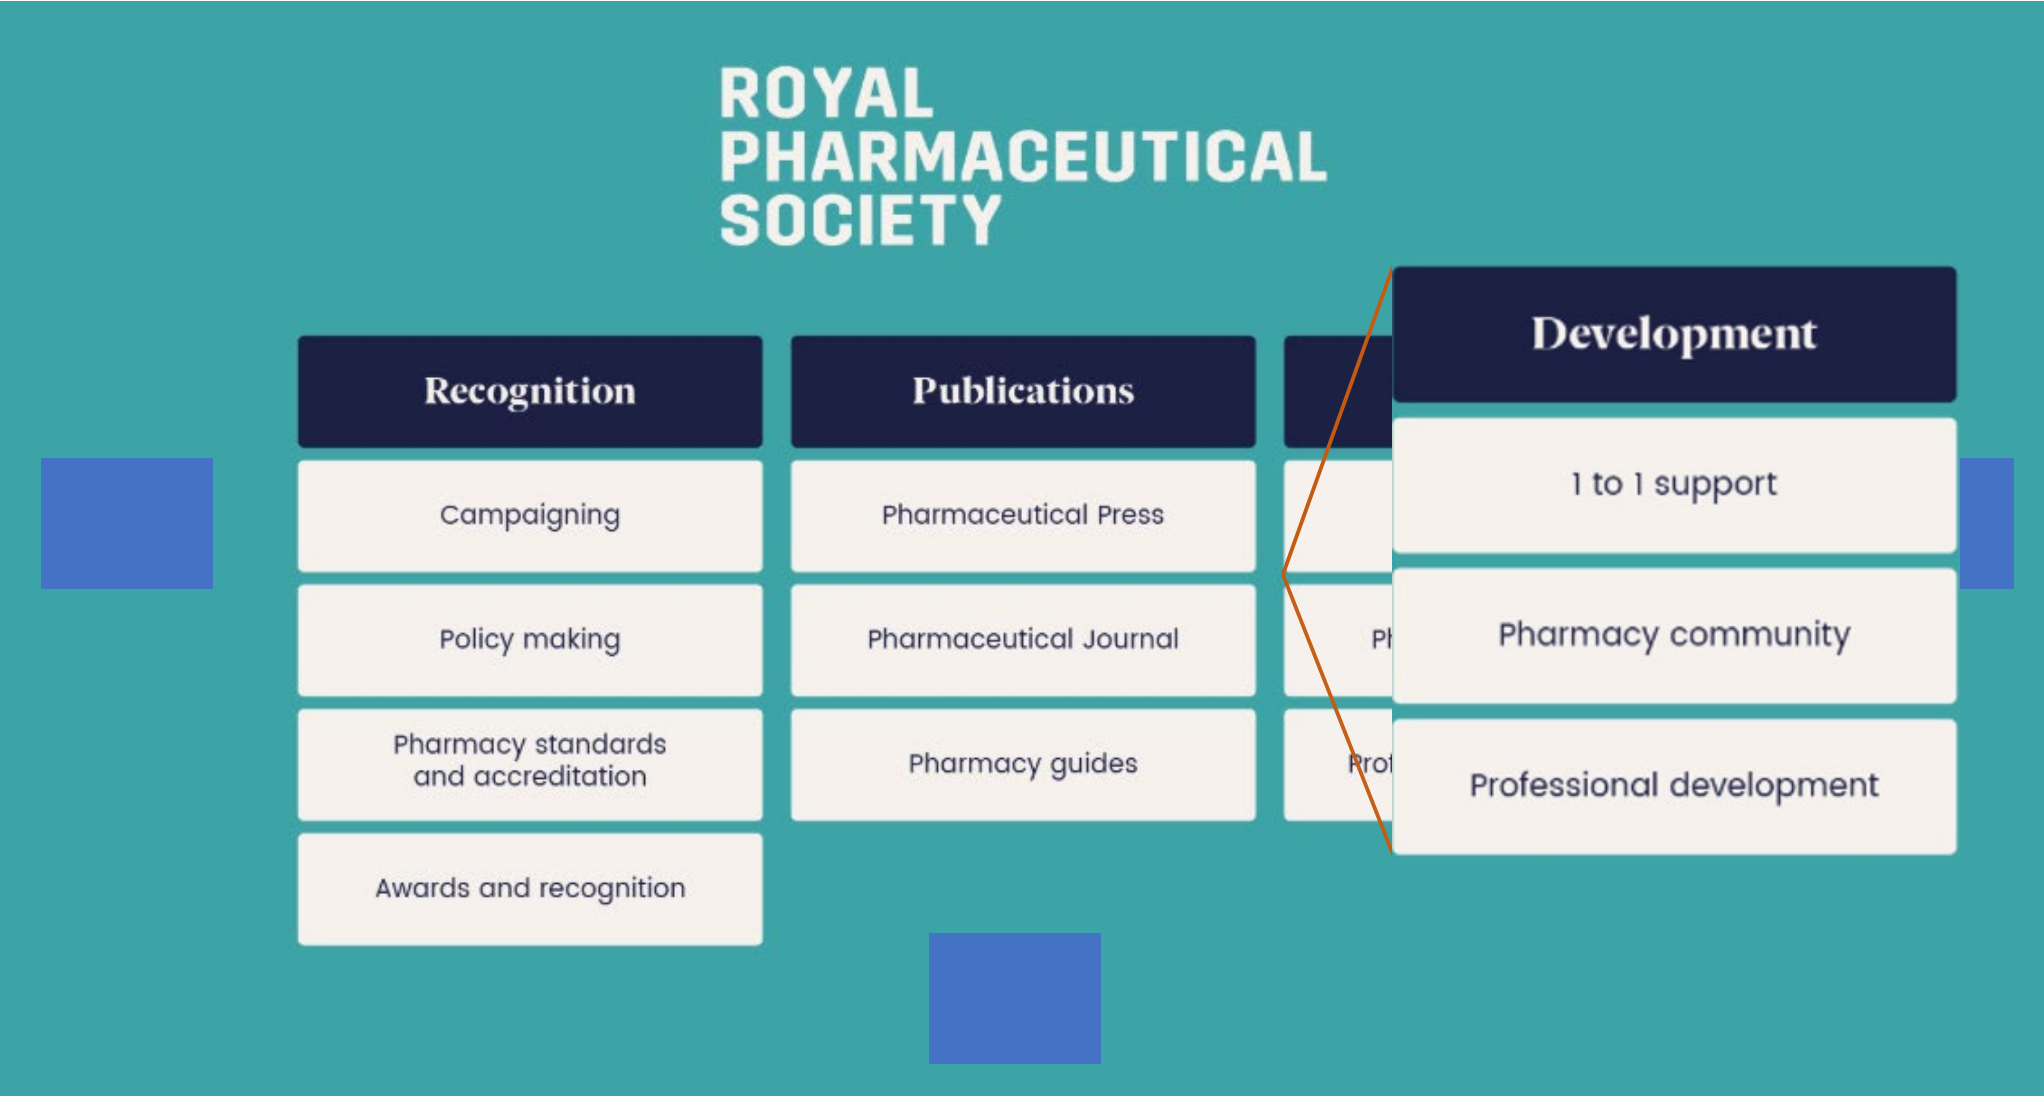 ROYAL
PHARMACEUTICAL
SOCIETY
Recognition
Campaigning
Policy making
Pharmacy standards
and accreditation
Awards and recognition
Publications
Pharmaceutical Press
Pharmaceutical Journal
Pharmacy guides
Development
1 to 1 support
Pharmacy community
Professional development